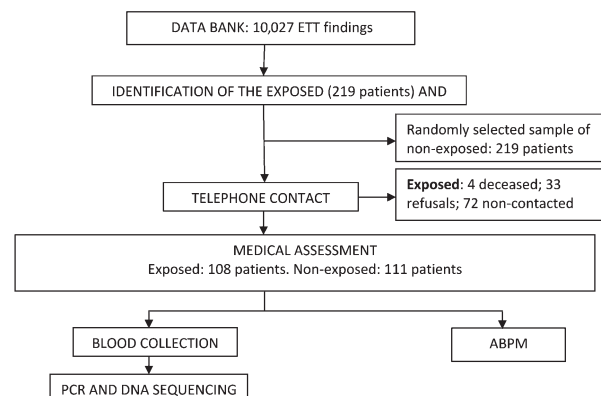 DATA BANK: 10,027 ETT findings
IDENTIFICATION OF THE EXPOSED (219 patients) AND
Randomly selected sample of
non-exposed: 219 patients
TELEPHONE CONTACT
Exposed: 4 deceased; 33
refusals; 72 non-contacted
MEDICAL ASSESSMENT
Exposed: 108 patients. Non-exposed: 111 patients
BLOOD COLLECTION
ABPM
PCR AND DNA SEQUENCING